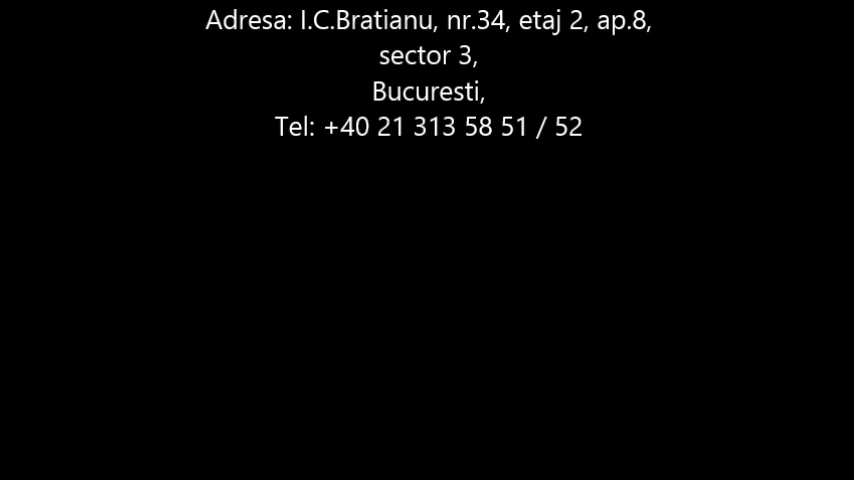 Adresa: I.C.Bratianu, nr.34, etaj 2, ap.8,
sector 3,
Bucuresti,
Tel: +40 21 313 58 51 / 52